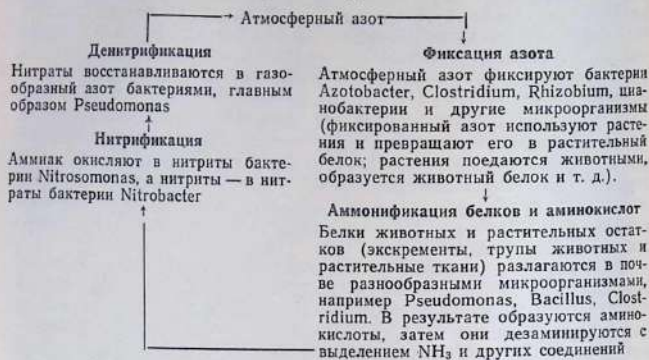 Атмосферный азот
Денитрификация
Нитраты восстанавливаются в газо-
образный азот бактериями, главным
образом Pseudomonas
Нитрификация
Аммиак окисляют в нитриты бакте-
рии Nitrosomonas, а нитриты — в нит-
раты бактерии Nitrobacter
Фиксация азота
Атмосферный азот фиксируют бактерии
Azotobacter, Clostridium, Rhizobium, циа-
нобактерии и другие микроорганизмы
(фиксированный азот используют расте-
ния и превращают его в растительный
белок; растения поедаются животными,
образуется животный белок и т. д.).
Аммонификация белков и аминокислот
Белки животных и растительных остат-
ков (экскременты, трупы животных и
растительные ткани) разлагаются в поч-
ве разнообразными микроорганизмами,
например Pseudomonas, Bacillus, Clost-
ridium. В результате образуются амино-
кислоты, затем они дезаминируются с
выделением NH₃ и других соединений